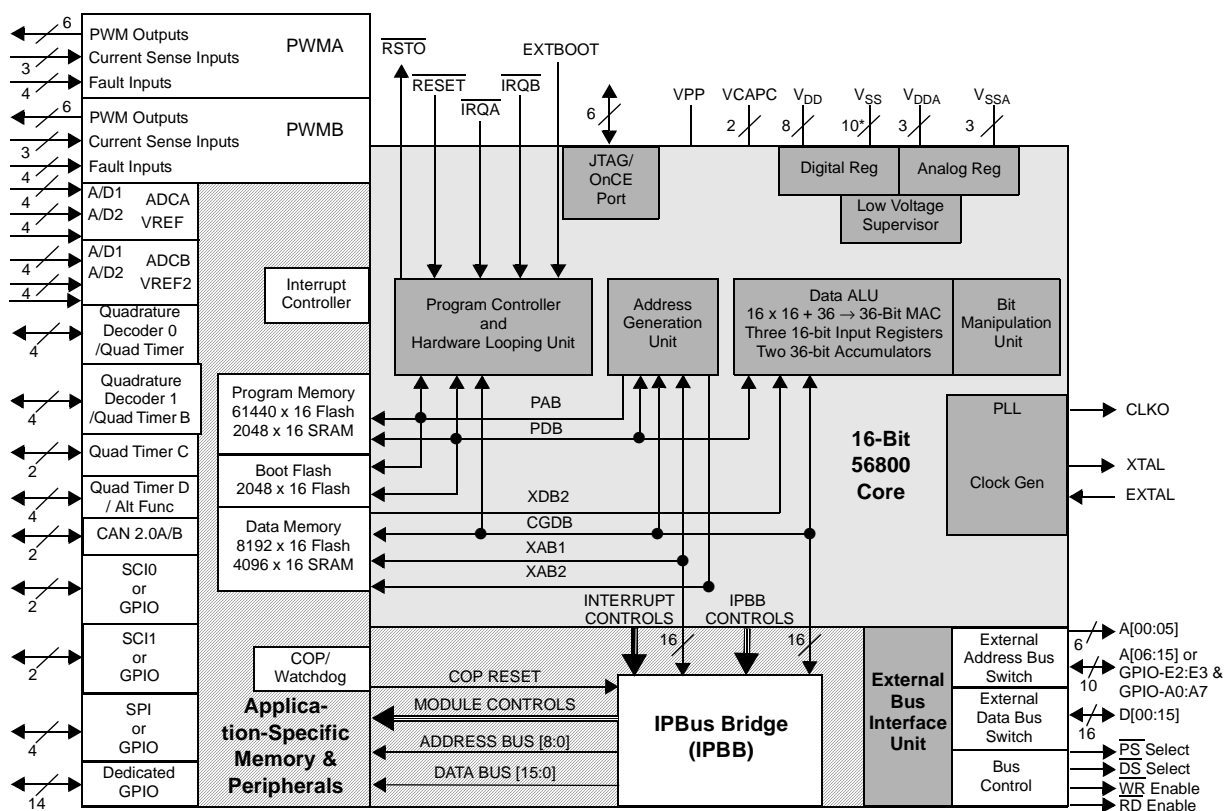 6
PWM Outputs
PWMA
3
Current Sense Inputs
4
Fault Inputs
6
PWM Outputs
PWMB
3
Current Sense Inputs
4
Fault Inputs
4
A/D1
ADCA
4
A/D2
VREF
4
A/D1
ADCB
4
A/D2
VREF2
Quadrature
Decoder 0
/Quad Timer
4
Quadrature
Decoder 1
/Quad Timer B
4
Quad Timer C
2
Quad Timer D
/ Alt Func
4
CAN 2.0A/B
2
SCI0
or
GPIO
2
SCI1
or
GPIO
2
SPI
or
GPIO
4
Dedicated
GPIO
14
RSTO
RESET
IRQA
IRQB
EXTBOOT
6
JTAG/
OnCE
Port
VPP
VCAPC
2
VDD
8
VSS
10*
VDDA
3
VSSA
3
Digital Reg
Analog Reg
Low Voltage
Supervisor
Interrupt
Controller
Program Controller
and
Hardware Looping Unit
Address
Generation
Unit
Data ALU
16 x 16 + 36 → 36-Bit MAC
Three 16-bit Input Registers
Two 36-bit Accumulators
Bit
Manipulation
Unit
Program Memory
61440 x 16 Flash
2048 x 16 SRAM
Boot Flash
2048 x 16 Flash
Data Memory
8192 x 16 Flash
4096 x 16 SRAM
PAB
PDB
XDB2
CGDB
XAB1
XAB2
16-Bit
56800
Core
PLL
Clock Gen
CLKO
XTAL
EXTAL
INTERRUPT
CONTROLS
IPBB
CONTROLS
16
16
COP/
Watchdog
COP RESET
MODULE CONTROLS
ADDRESS BUS [8:0]
DATA BUS [15:0]
Applica-
tion-Specific
Memory &
Peripherals
IPBus Bridge
(IPBB)
External
Bus
Interface
Unit
External
Address Bus
Switch
External
Data Bus
Switch
Bus
Control
6
A[00:05]
10
A[06:15] or
GPIO-E2:E3 &
GPIO-A0:A7
16
D[00:15]
PS Select
DS Select
WR Enable
RD Enable